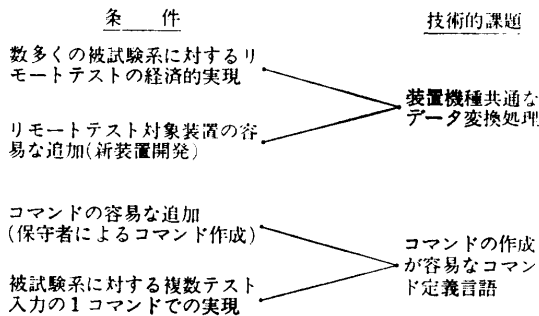 条件
技術的課題
数多くの被試験系に対するリ
モートテストの経済的実現
リモートテスト対象装置の容
易な追加(新装置開発)
装置機種共通な
データ変換処理
コマンドの容易な追加
(保守者によるコマンド作成)
被試験系に対する複数テスト
入力の1コマンドでの実現
コマンドの作成
が容易なコマン
ド定義言語